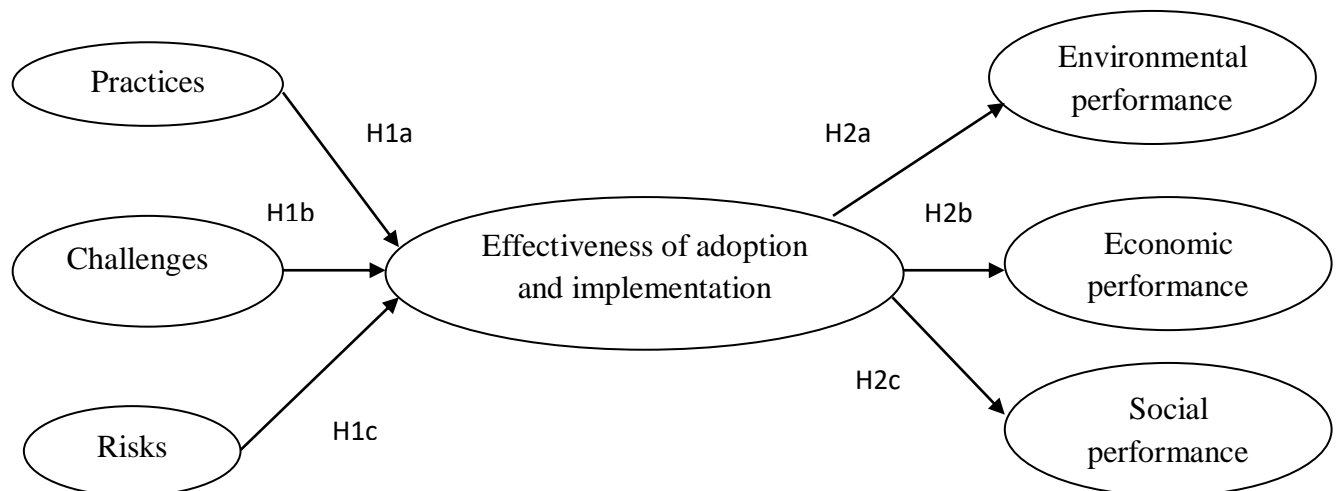 Environmental
performance
Practices
H1a
H2a
H1b
H2b
Challenges
Effectiveness of adoption
and implementation
Economic
performance
H2c
H1c
Risks
Social
performance